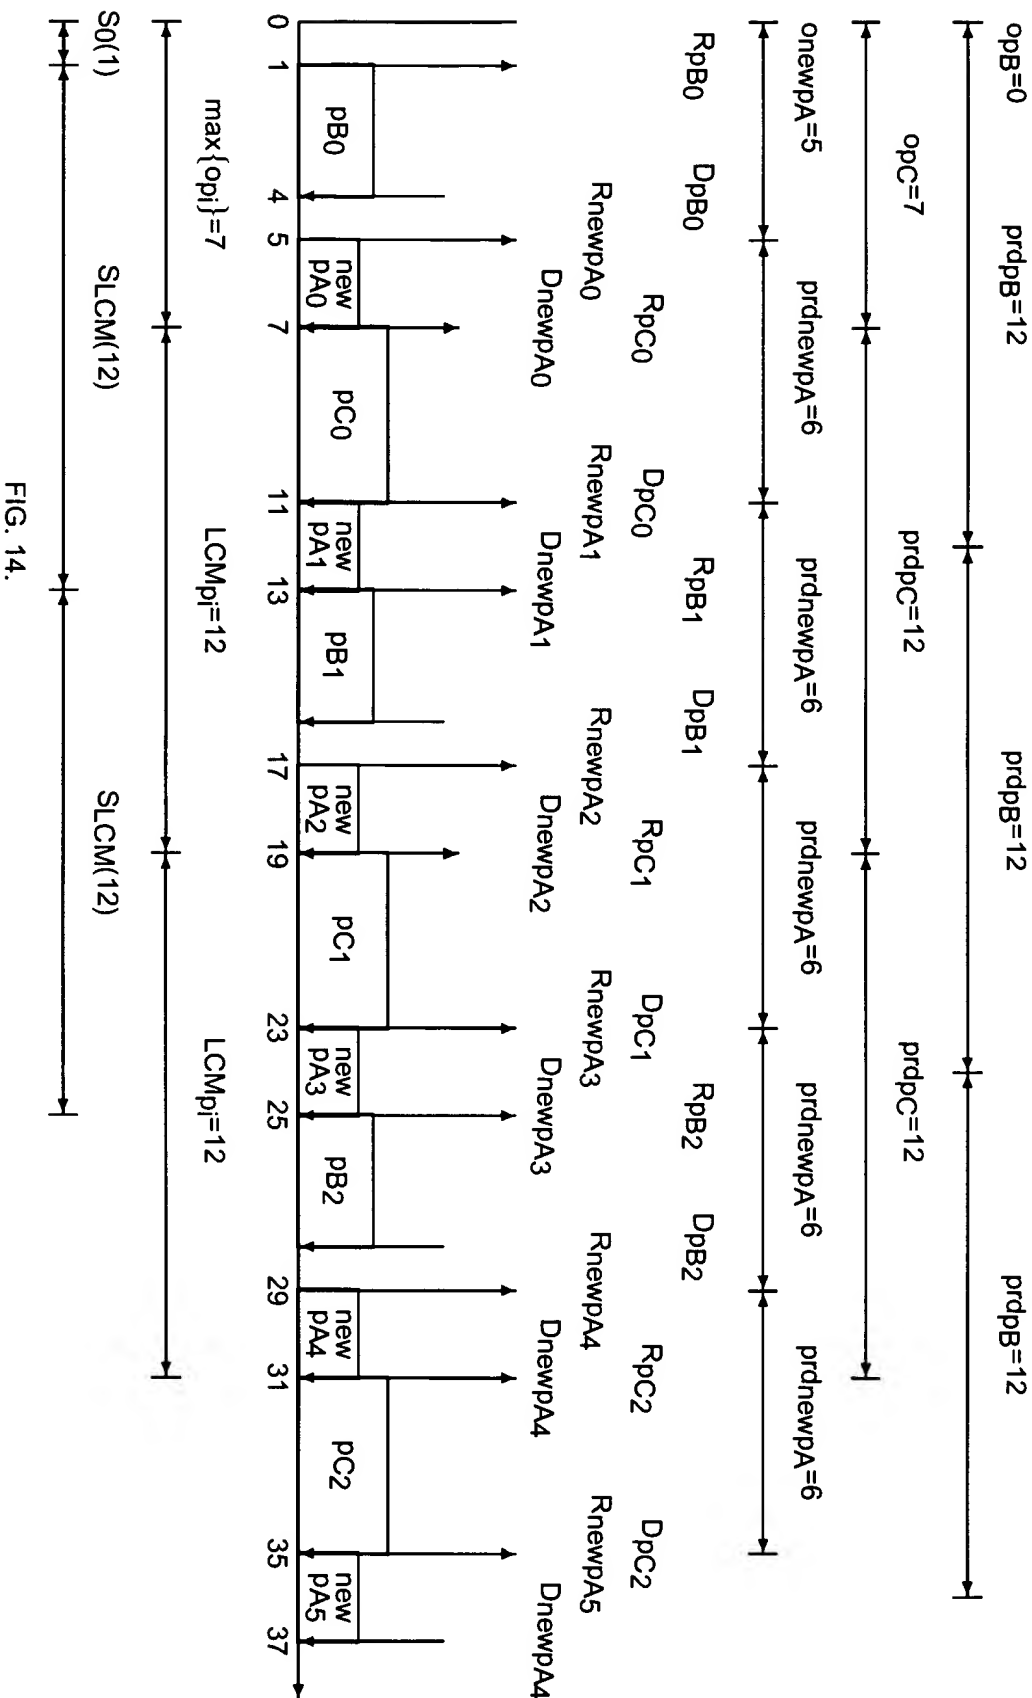 opB=0 prdpB=12 prdpB=12 prdpB=12
opC=7 prdpC=12 prdpC=12
onewpA=5 prdnewpA=6 prdnewpA=6 prdnewpA=6 prdnewpA=6 prdnewpA=6
RpB0 DpB0 RpB1 DpB1 RpB2 DpB2
RpC0 DpC0 RpC1 DpC1 RpC2 DpC2
RnewpA0 RnewpA1 RnewpA2 RnewpA3 RnewpA4 RnewpA5
DnewpA0 DnewpA1 DnewpA2 DnewpA3 DnewpA4 DnewpA4
pB0 new pA0 pC0 new pA1 pB1 new pA2 pC1 new pA3 pB2 new pA4 pC2 new pA5
0 1 4 5 7 11 13 17 19 23 25 29 31 35 37
max{opi}=7 LCMpi=12 LCMpi=12
S0(1) SLCM(12) SLCM(12)
FIG. 14.